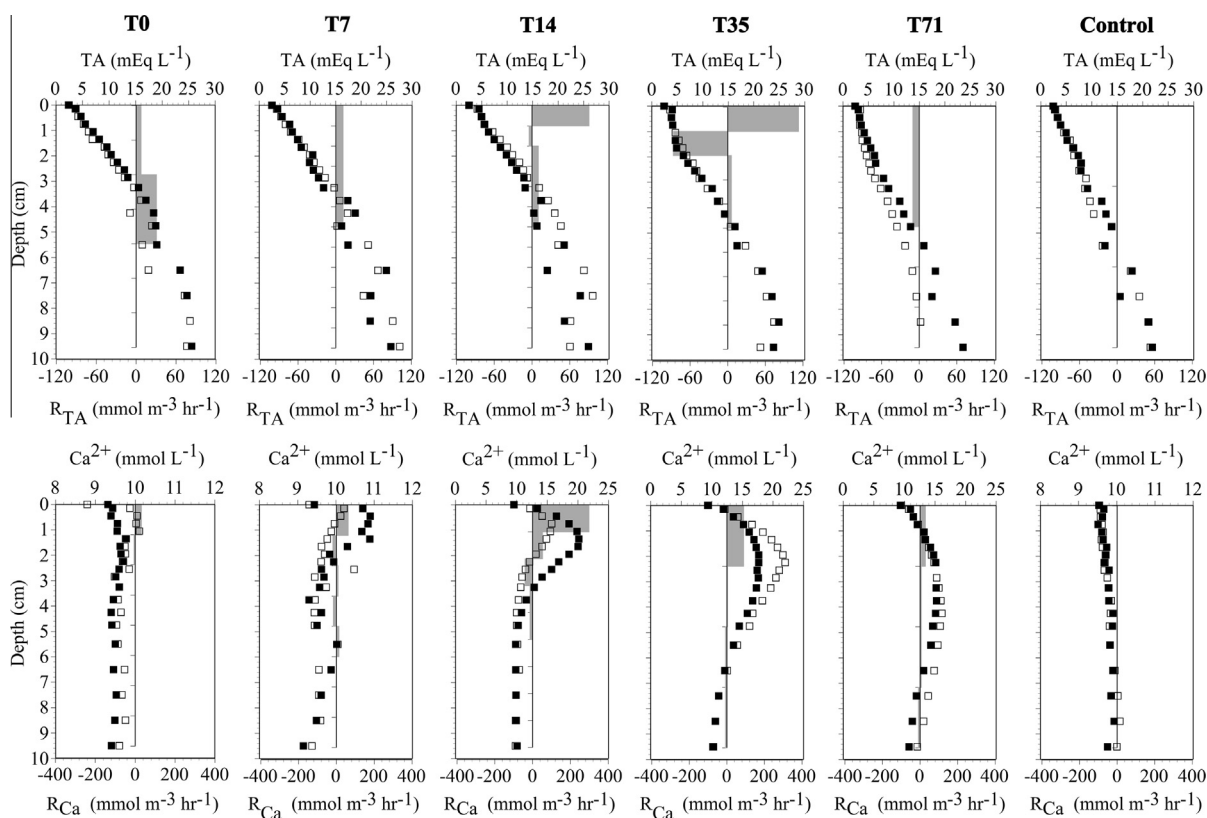 T0 T7 T14 T35 T71 Control
TA (mEq L-1) TA (mEq L-1) TA (mEq L-1) TA (mEq L-1) TA (mEq L-1) TA (mEq L-1)
0 5 10 15 20 25 30 0 5 10 15 20 25 30 0 5 10 15 20 25 30 0 5 10 15 20 25 30 0 5 10 15 20 25 30 0 5 10 15 20 25 30
Depth (cm)
0
1
2
3
4
5
6
7
8
9
10
-120 -60 0 60 120 -120 -60 0 60 120 -120 -60 0 60 120 -120 -60 0 60 120 -120 -60 0 60 120 -120 -60 0 60 120
RTA (mmol m-3 hr-1) RTA (mmol m-3 hr-1) RTA (mmol m-3 hr-1) RTA (mmol m-3 hr-1) RTA (mmol m-3 hr-1) RTA (mmol m-3 hr-1)
Ca2+ (mmol L-1) Ca2+ (mmol L-1) Ca2+ (mmol L-1) Ca2+ (mmol L-1) Ca2+ (mmol L-1) Ca2+ (mmol L-1)
8 9 10 11 12 8 9 10 11 12 0 5 10 15 20 25 0 5 10 15 20 25 0 5 10 15 20 25 8 9 10 11 12
Depth (cm)
0
1
2
3
4
5
6
7
8
9
10
-400 -200 0 200 400 -400 -200 0 200 400 -400 -200 0 200 400 -400 -200 0 200 400 -400 -200 0 200 400 -400 -200 0 200 400
RCa (mmol m-3 hr-1) RCa (mmol m-3 hr-1) RCa (mmol m-3 hr-1) RCa (mmol m-3 hr-1) RCa (mmol m-3 hr-1) RCa (mmol m-3 hr-1)